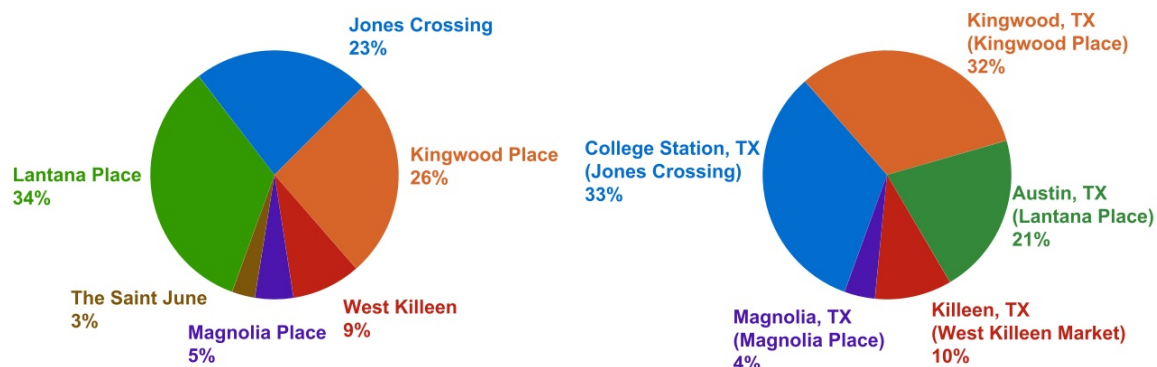 Jones Crossing
23%
Kingwood Place
26%
West Killeen
9%
Magnolia Place
5%
The Saint June
3%
Lantana Place
34%
Kingwood, TX
(Kingwood Place)
32%
Austin, TX
(Lantana Place)
21%
Killeen, TX
(West Killeen Market)
10%
Magnolia, TX
(Magnolia Place)
4%
College Station, TX
(Jones Crossing)
33%